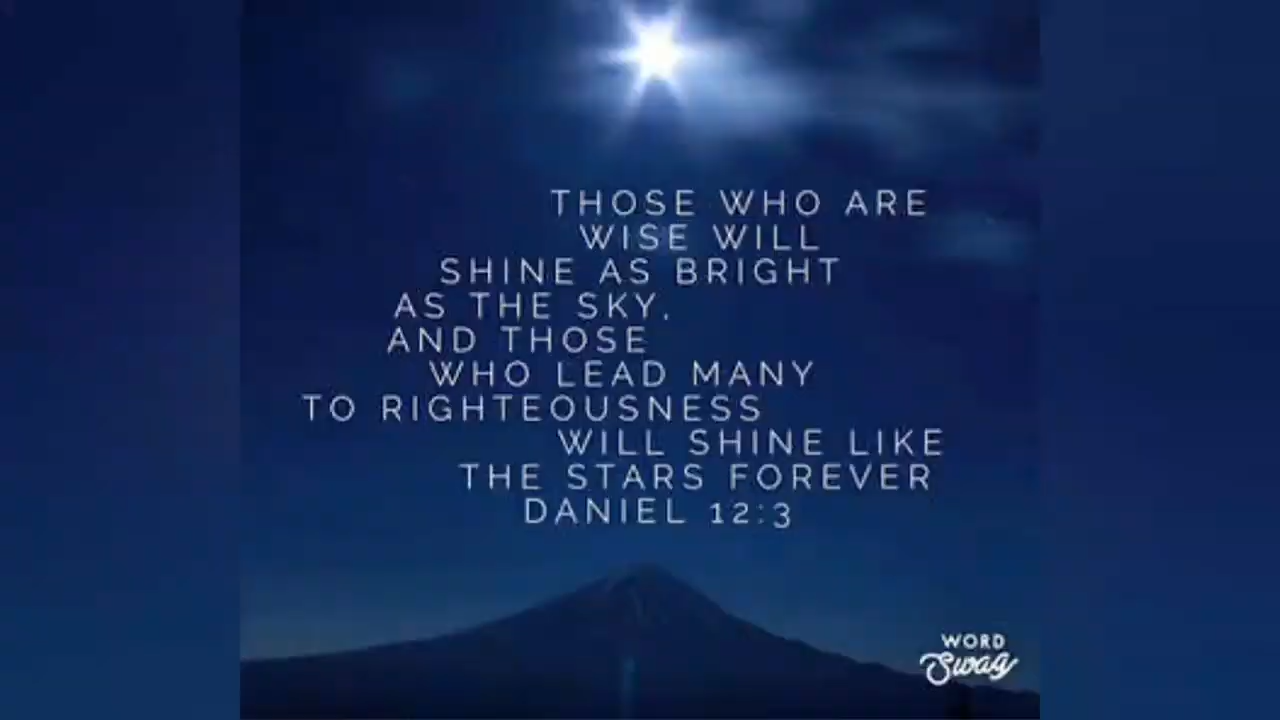 THOSE WHO ARE
WISE WILL
SHINE AS BRIGHT
AS THE SKY,
AND THOSE
WHO LEAD MANY
TO RIGHTEOUSNESS
WILL SHINE LIKE
THE STARS FOREVER
DANIEL 12:3
WORD
Swag